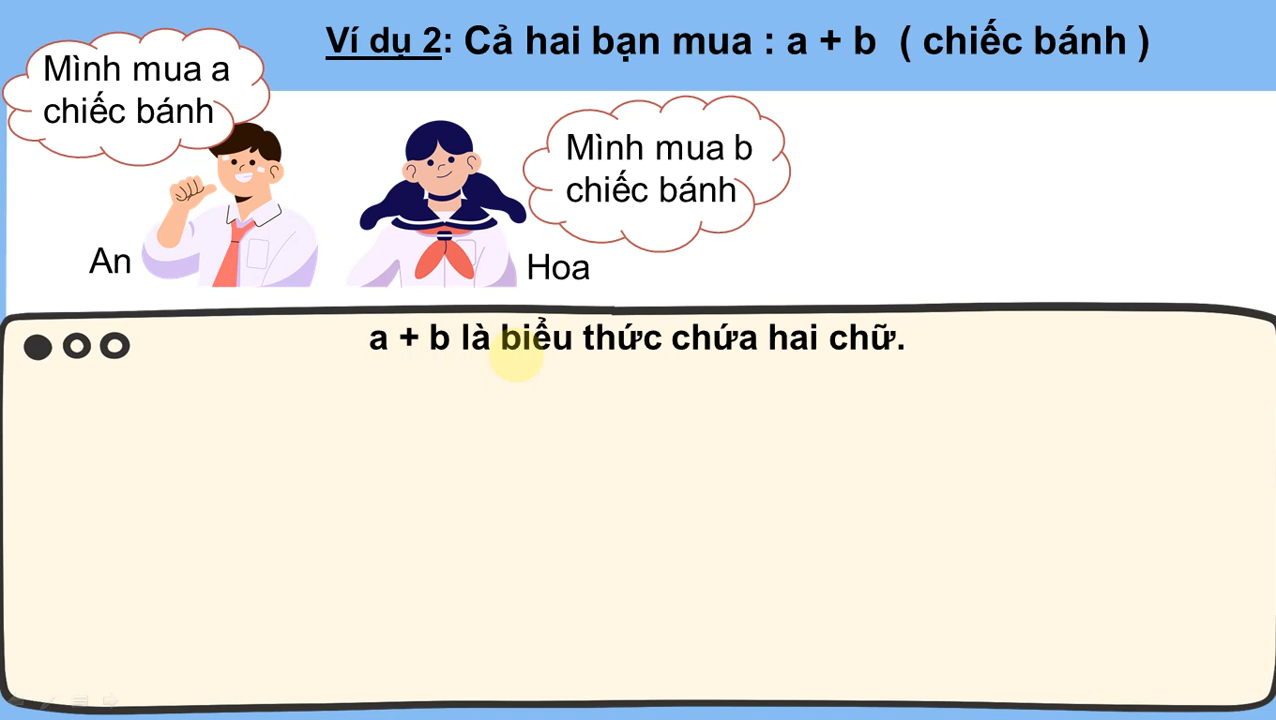 Ví dụ 2: Cả hai bạn mua : a + b ( chiếc bánh )
Mình mua a
chiếc bánh
Mình mua b
chiếc bánh
An
Hoa
a + b là biểu thức chứa hai chữ.